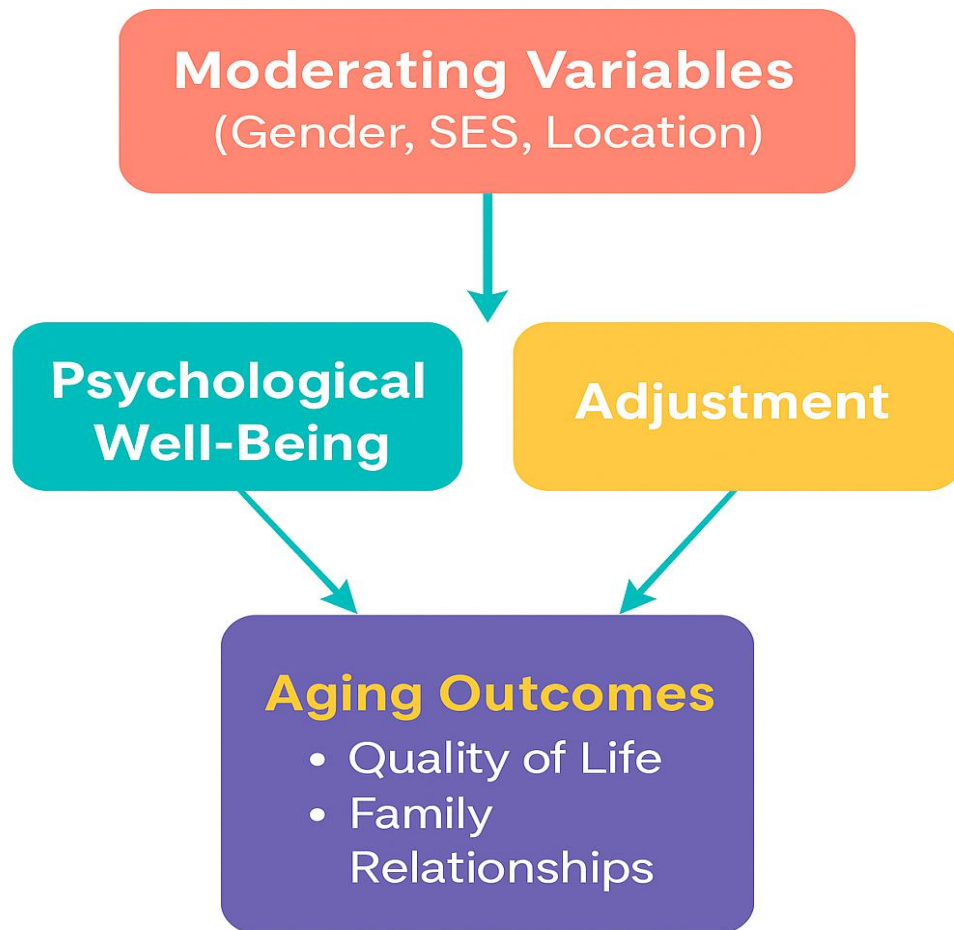 Moderating Variables
(Gender, SES, Location)
Psychological
Well-Being
Adjustment
Aging Outcomes
• Quality of Life
• Family
Relationships